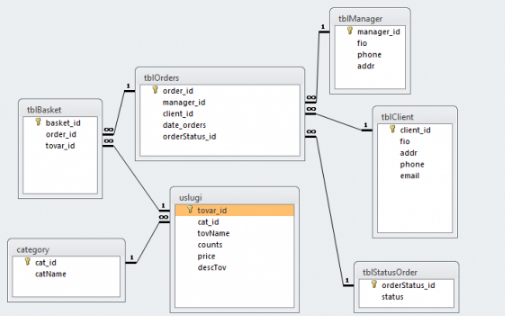 tblManager
manager_id
fio
phone
addr
tblOrders
order_id
manager_id
client_id
date_orders
orderStatus_id
tblBasket
basket_id
order_id
tovar_id
tblClient
client_id
fio
addr
phone
email
uslugi
tovar_id
cat_id
tovName
counts
price
descTov
category
cat_id
catName
tblStatusOrder
orderStatus_id
status
1
∞
1
∞
∞
1
∞
∞
1
∞
1
1